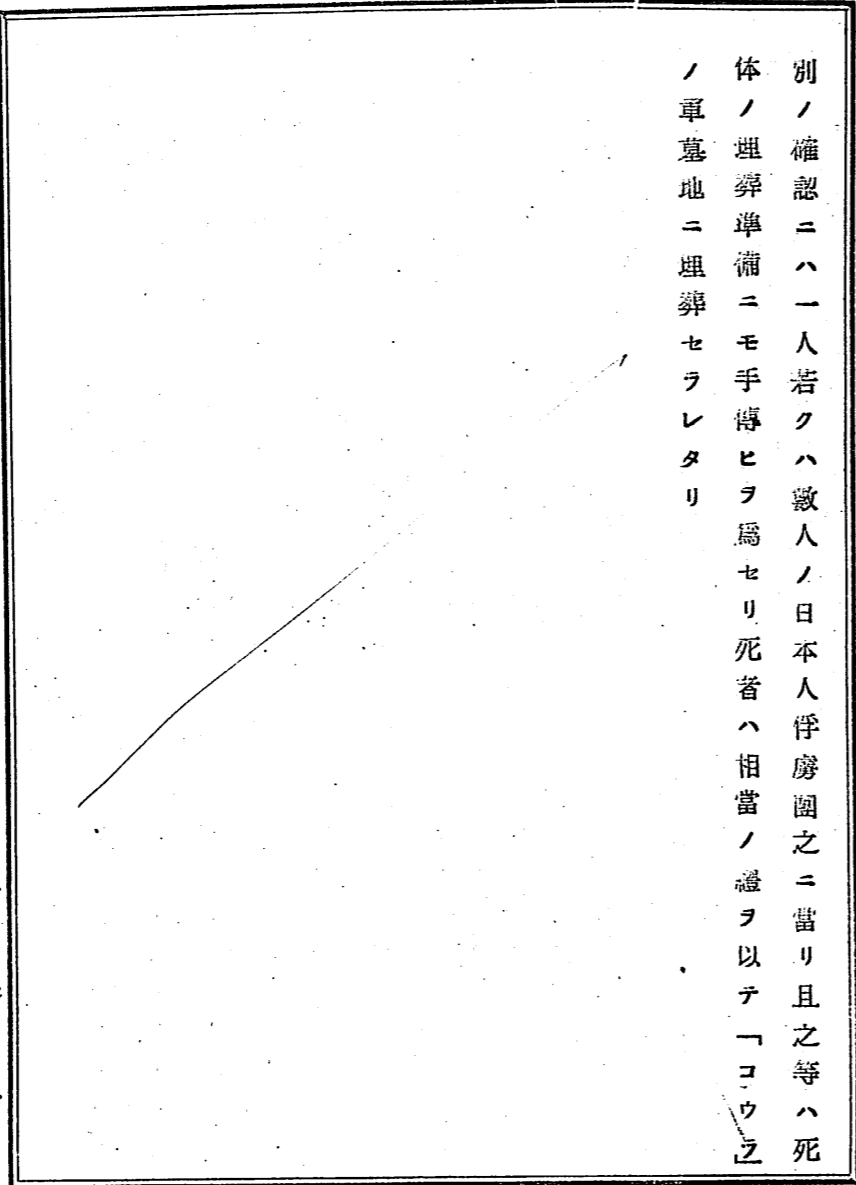 別ノ確認ニハ一人若クハ數人ノ日本人俘虜團之ニ當リ且之等ハ死
体ノ埋葬準備ニモ手傳ヒヲ爲セリ死者ハ相當ノ禮ヲ以テ「コウラ」
ノ軍墓地ニ埋葬セラレタリ